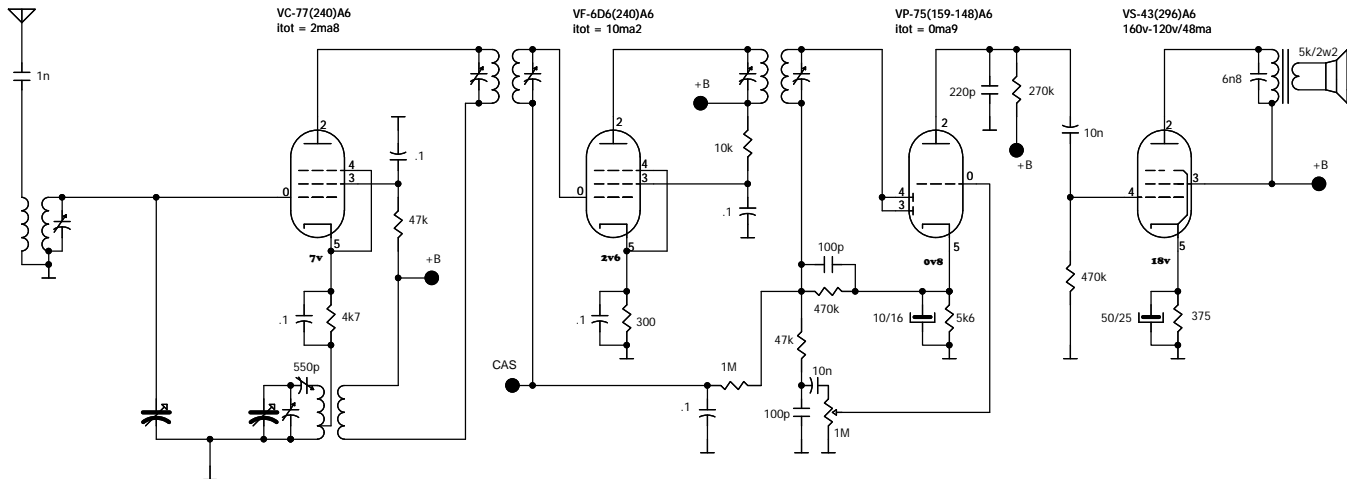 VC-77(240)A6
itot = 2ma8
VF-6D6(240)A6
itot = 10ma2
VP-75(159-148)A6
itot = 0ma9
VS-43(296)A6
160v-120v/48ma
1n
2
4
3
0
5
7v
.1
47k
+B
.1
4k7
550p
2
4
3
0
5
2v6
.1
300
+B
10k
.1
CAS
.1
1M
100p
470k
47k
10n
100p
1M
2
0
4
3
5
0v8
10/16
5k6
220p
270k
+B
10n
470k
2
3
4
5
18v
50/25
375
6n8
5k/2w2
+B